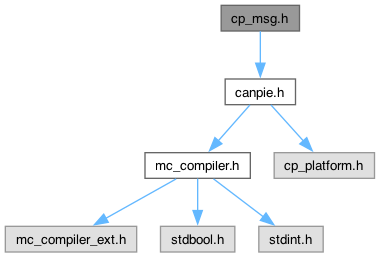 cp_msg.h
canpie.h
mc_compiler.h
cp_platform.h
mc_compiler_ext.h
stdbool.h
stdint.h